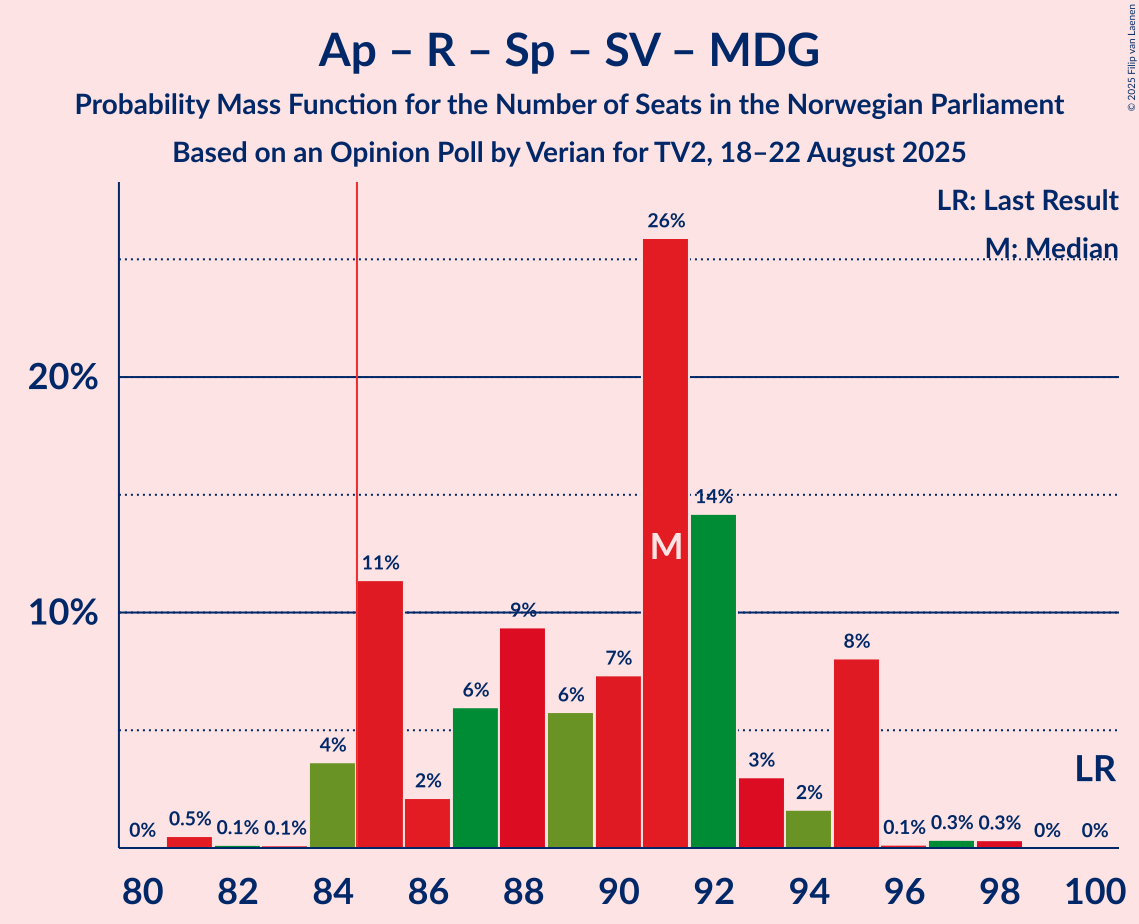 Ap – R – Sp – SV – MDG
Probability Mass Function for the Number of Seats in the Norwegian Parliament
Based on an Opinion Poll by Verian for TV2, 18–22 August 2025
© 2025 Filip van Laenen
LR: Last Result
M: Median
20%
10%
0%
0.5%
0.1%
0.1%
4%
11%
2%
6%
9%
6%
7%
26%
14%
3%
2%
8%
0.1%
0.3%
0.3%
0%
0%
M
LR
80 82 84 86 88 90 92 94 96 98 100